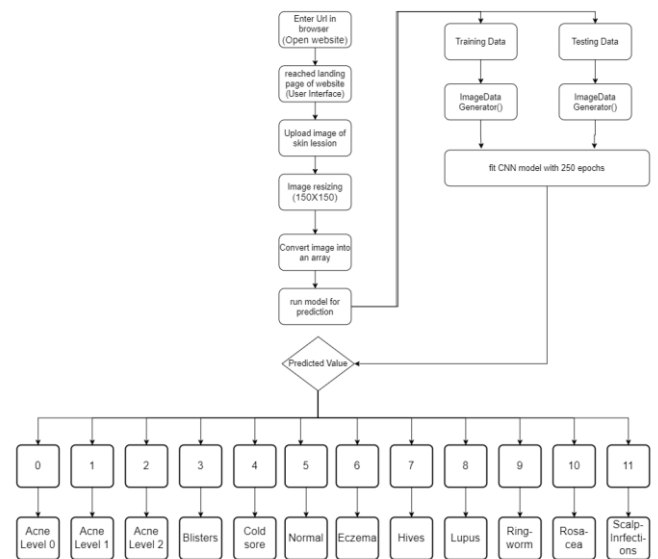 Enter Url in
browser
(Open website)
reached landing
page of website
(User Interface)
Upload image of
skin lession
Image resizing
(150X150)
Convert image into
an array
run model for
prediction
Training Data
Testing Data
ImageData
Generator()
ImageData
Generator()
fit CNN model with 250 epochs
Predicted Value
0
1
2
3
4
5
6
7
8
9
10
11
Acne
Level 0
Acne
Level 1
Acne
Level 2
Blisters
Cold
sore
Normal
Eczema
Hives
Lupus
Ring-
worm
Rosa-
cea
Scalp-
Inrfecti-
ons